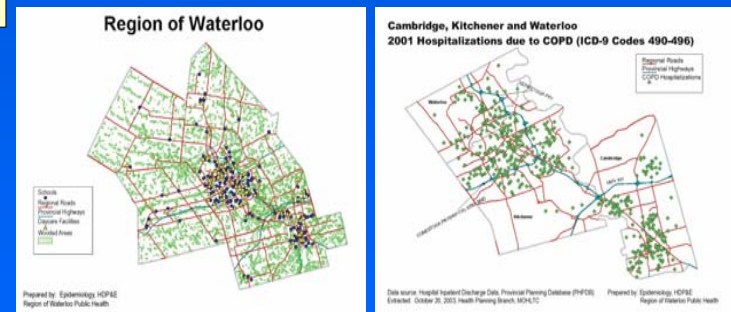 Region of Waterloo
Schools
Regional Roads
Provincial Highways
Daycare Facilities
Wooded Areas
Prepared by: Epidemiology, HDP&E
Region of Waterloo Public Health
Cambridge, Kitchener and Waterloo
2001 Hospitalizations due to COPD (ICD-9 Codes 490-496)
Regional Roads
Provincial Highways
COPD Hospitalizations
Waterloo
Cambridge
Kitchener
Data source: Hospital Inpatient Discharge Data, Provincial Planning Database (PHPDB)
Extracted: October 20, 2003, Health Planning Branch, MOHLTC
Prepared by: Epidemiology, HDP&E
Region of Waterloo Public Health